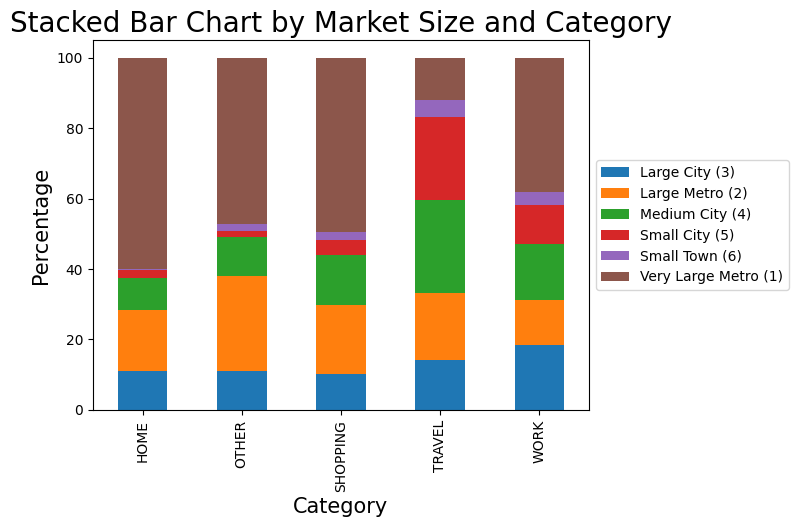 Stacked Bar Chart by Market Size and Category
Percentage
100
80
60
40
20
0
HOME
OTHER
SHOPPING
TRAVEL
WORK
Category
Large City (3)
Large Metro (2)
Medium City (4)
Small City (5)
Small Town (6)
Very Large Metro (1)